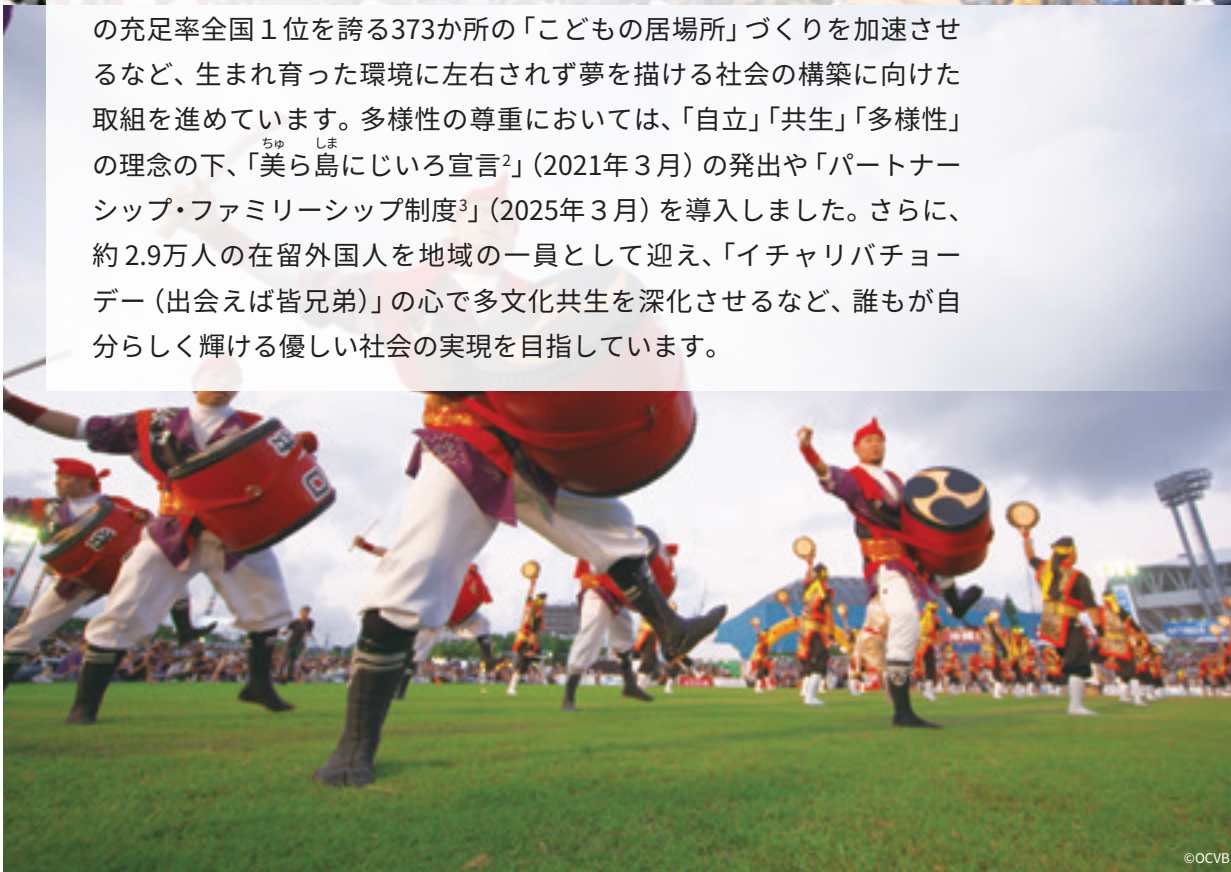 の充足率全国１位を誇る373か所の「こどもの居場所」づくりを加速させ
るなど、生まれ育った環境に左右されず夢を描ける社会の構築に向けた
取組を進めています。多様性の尊重においては、「自立」「共生」「多様性」
ちゅ しま
の理念の下、「美ら島にじいろ宣言2」（2021年３月）の発出や「パートナー
シップ・ファミリーシップ制度3」（2025年３月）を導入しました。さらに、
約2.9万人の在留外国人を地域の一員として迎え、「イチャリバチョー
デー（出会えば皆兄弟）」の心で多文化共生を深化させるなど、誰もが自
分らしく輝ける優しい社会の実現を目指しています。
©OCVB